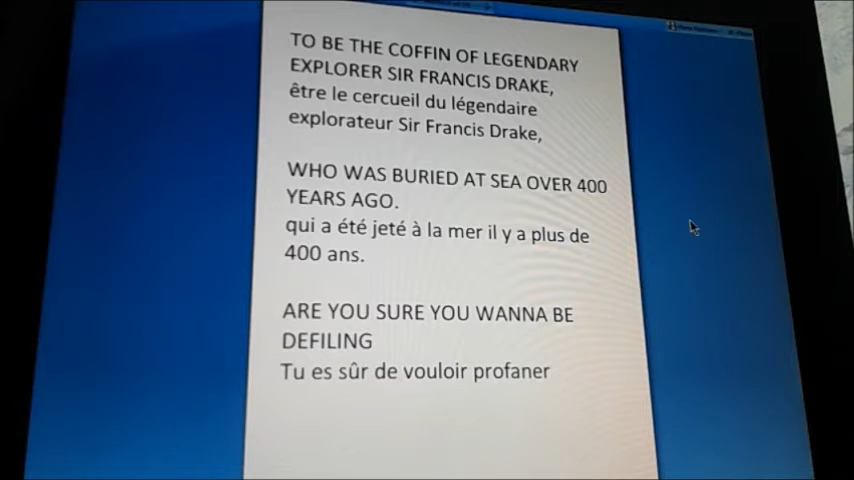 TO BE THE COFFIN OF LEGENDARY
EXPLORER SIR FRANCIS DRAKE,
être le cercueil du légendaire
explorateur Sir Francis Drake,
WHO WAS BURIED AT SEA OVER 400
YEARS AGO.
qui a été jeté à la mer il y a plus de
400 ans.
ARE YOU SURE YOU WANNA BE
DEFILING
Tu es sûr de vouloir profaner